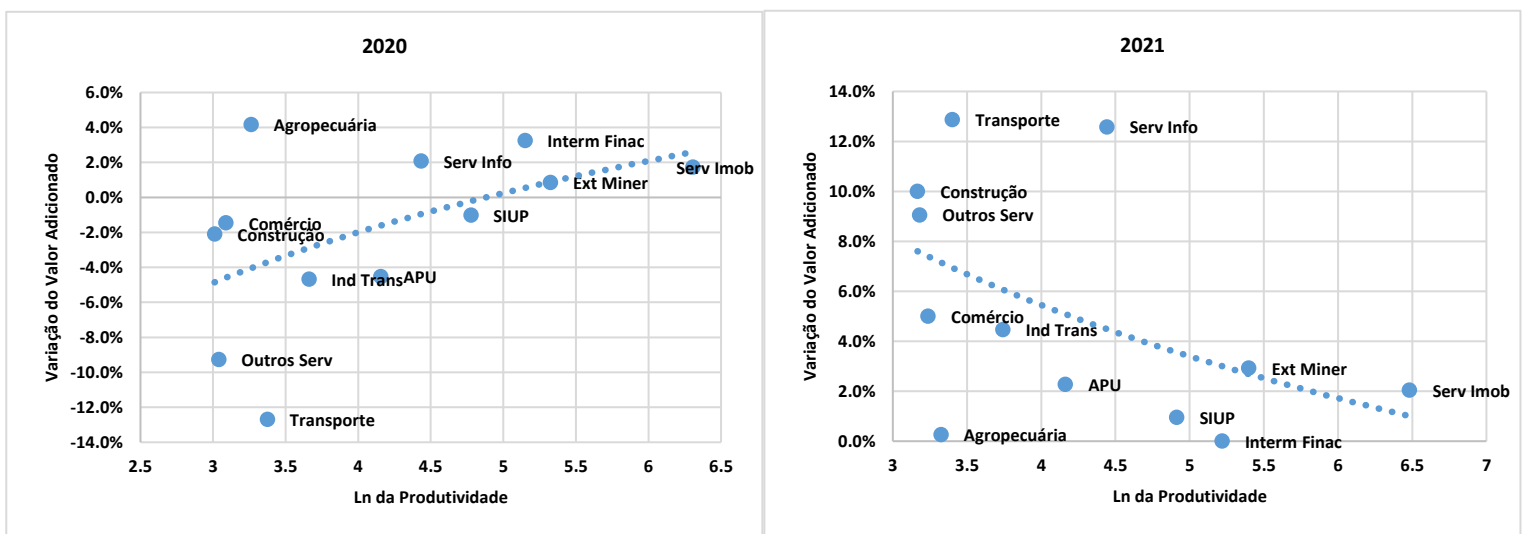 2020
6.0%
4.0%
2.0%
0.0%
-2.0%
-4.0%
-6.0%
-8.0%
-10.0%
-12.0%
-14.0%
Variação do Valor Adicionado
Agropecuária
Interm Finac
Serv Info
Serv Imob
Ext Miner
SIUP
Comércio
Construção
Ind Trans
APU
Outros Serv
Transporte
2.5 3 3.5 4 4.5 5 5.5 6 6.5
Ln da Produtividade
2021
14.0%
12.0%
10.0%
8.0%
6.0%
4.0%
2.0%
0.0%
Variação do Valor Adicionado
Transporte
Serv Info
Construção
Outros Serv
Comércio
Ind Trans
Ext Miner
APU
Serv Imob
SIUP
Agropecuária
Interm Finac
3 3.5 4 4.5 5 5.5 6 6.5 7
Ln da Produtividade